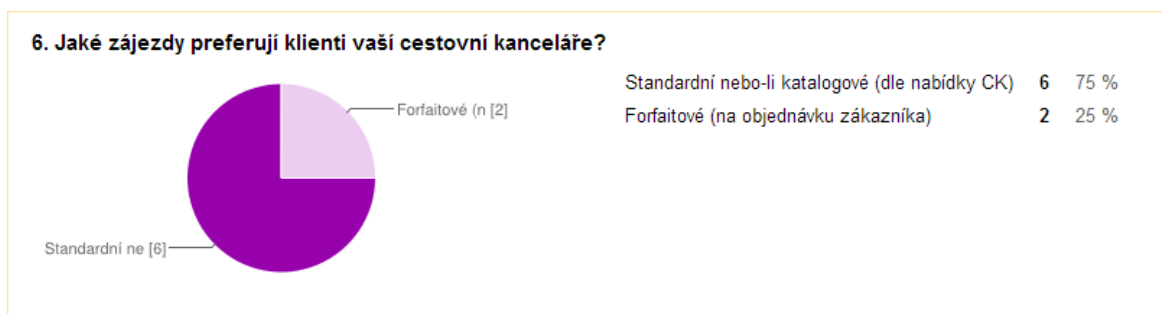 6. Jaké zájezdy preferují klienti vaší cestovní kanceláře?
Forfaitové (n [2]
Standardní ne [6]
Standardní nebo-li katalogové (dle nabídky CK) 6 75 %
Forfaitové (na objednávku zákazníka) 2 25 %